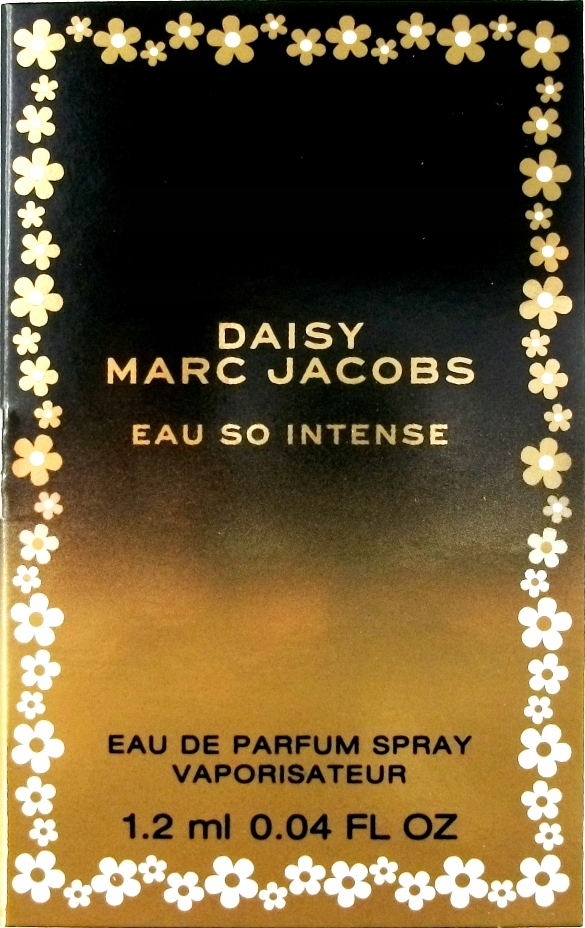 DAISY
MARC JACOBS
EAU SO INTENSE
EAU DE PARFUM SPRAY
VAPORISATEUR
1.2 ml 0.04 FL OZ